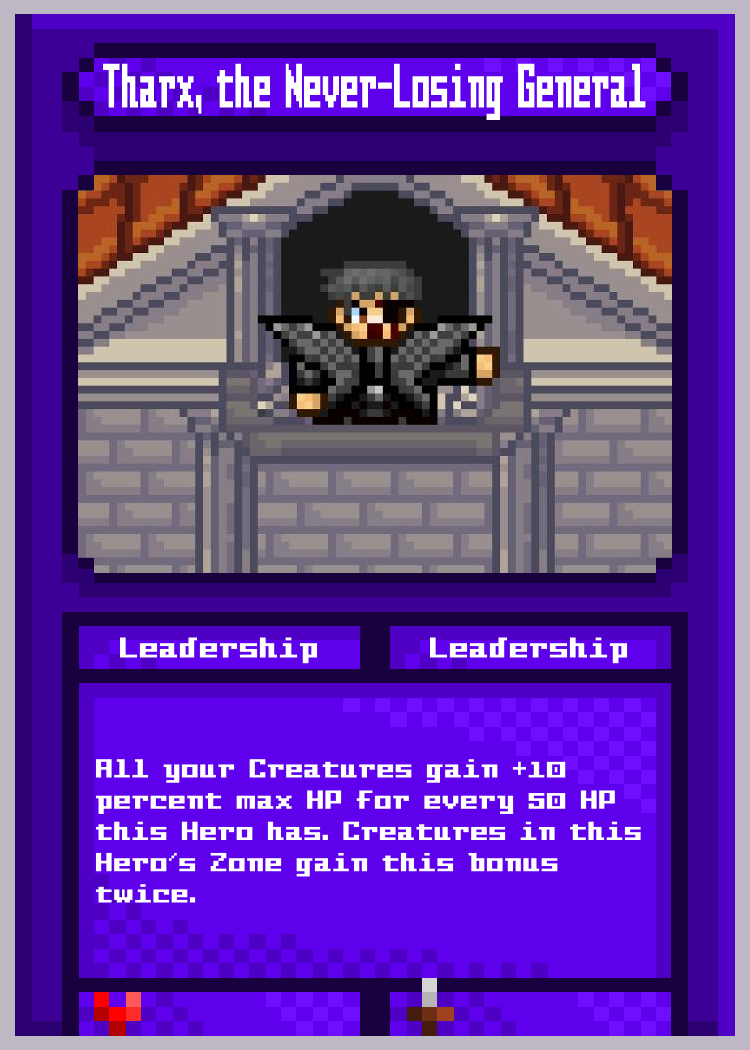 Tharx, the Never-Losing General
Leadership
Leadership
All your Creatures gain +10
percent max HP for every 50 HP
this Hero has. Creatures in this
Hero's Zone gain this bonus
twice.